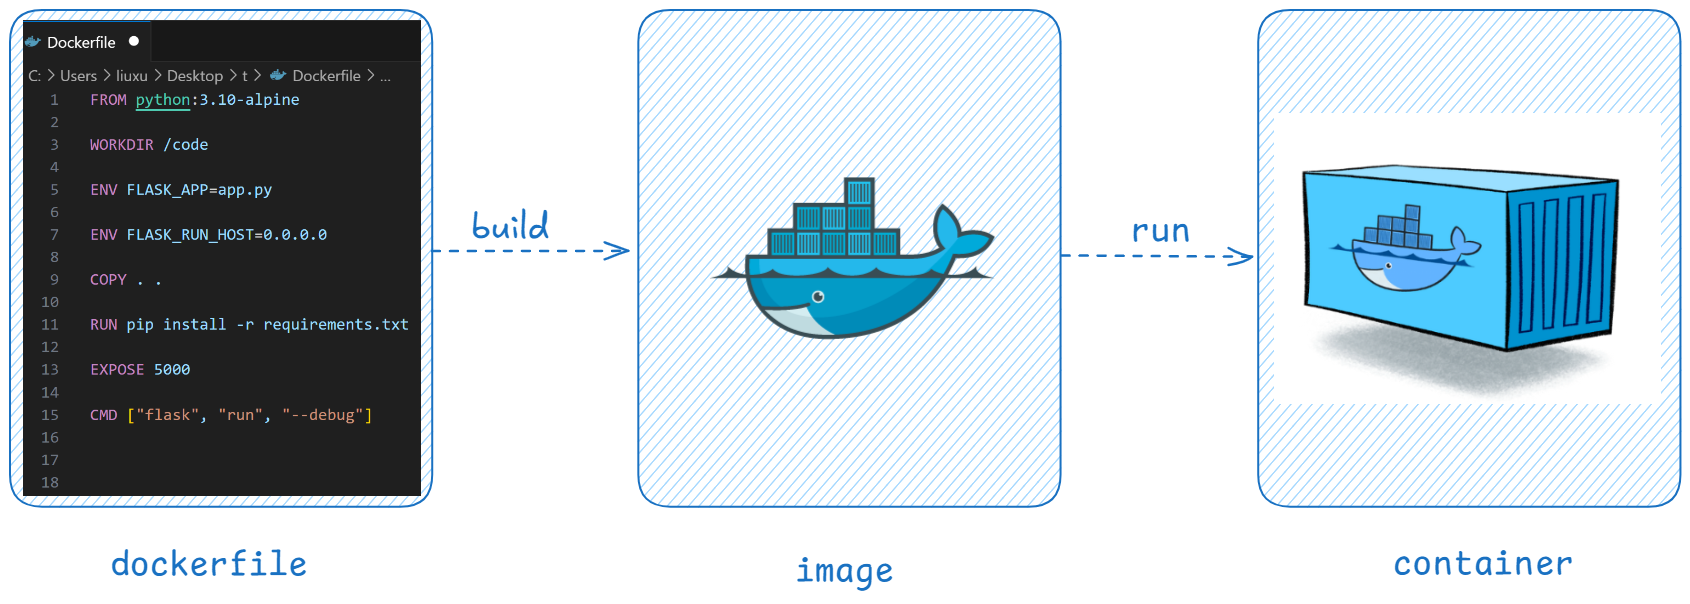 Dockerfile
C: > Users > liuxu > Desktop > t > Dockerfile > ...
1 FROM python:3.10-alpine
2
3 WORKDIR /code
4
5 ENV FLASK_APP=app.py
6
7 ENV FLASK_RUN_HOST=0.0.0.0
8
9 COPY . .
10
11 RUN pip install -r requirements.txt
12
13 EXPOSE 5000
14
15 CMD ["flask", "run", "--debug"]
16
17
18
build
run
dockerfile
image
container